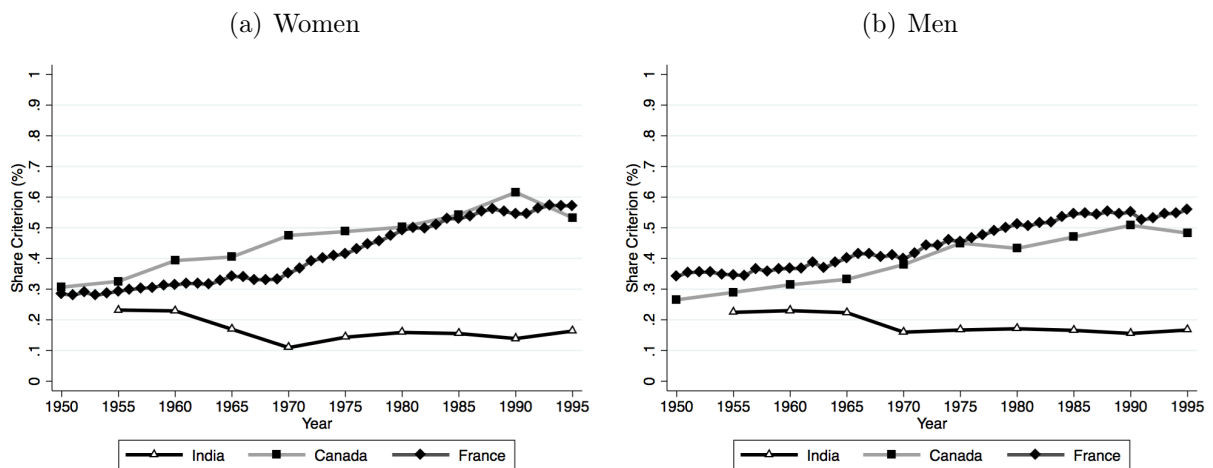 (a) Women
Share Criterion (%)
1
.9
.8
.7
.6
.5
.4
.3
.2
.1
0
1950 1955 1960 1965 1970 1975 1980 1985 1990 1995
Year
India Canada France
(b) Men
Share Criterion (%)
1
.9
.8
.7
.6
.5
.4
.3
.2
.1
0
1950 1955 1960 1965 1970 1975 1980 1985 1990 1995
Year
India Canada France